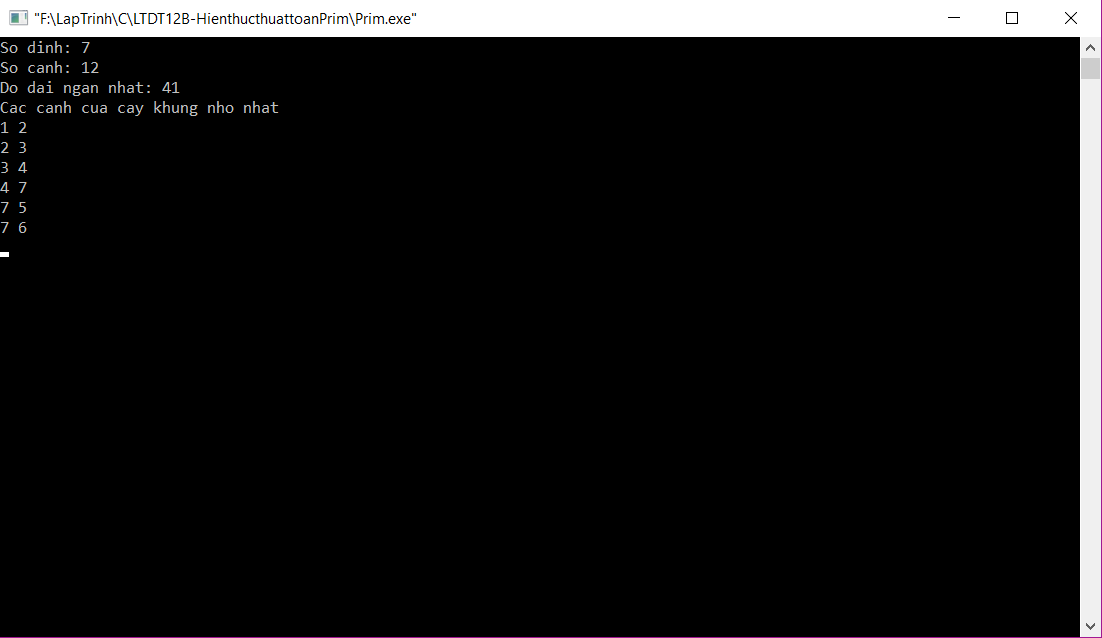 "F:\LapTrinh\C\LTDT12B-HienthucthuattoanPrim\Prim.exe"
So dinh: 7
So canh: 12
Do dai ngan nhat: 41
Cac canh cua cay khung nho nhat
1 2
2 3
3 4
4 7
7 5
7 6